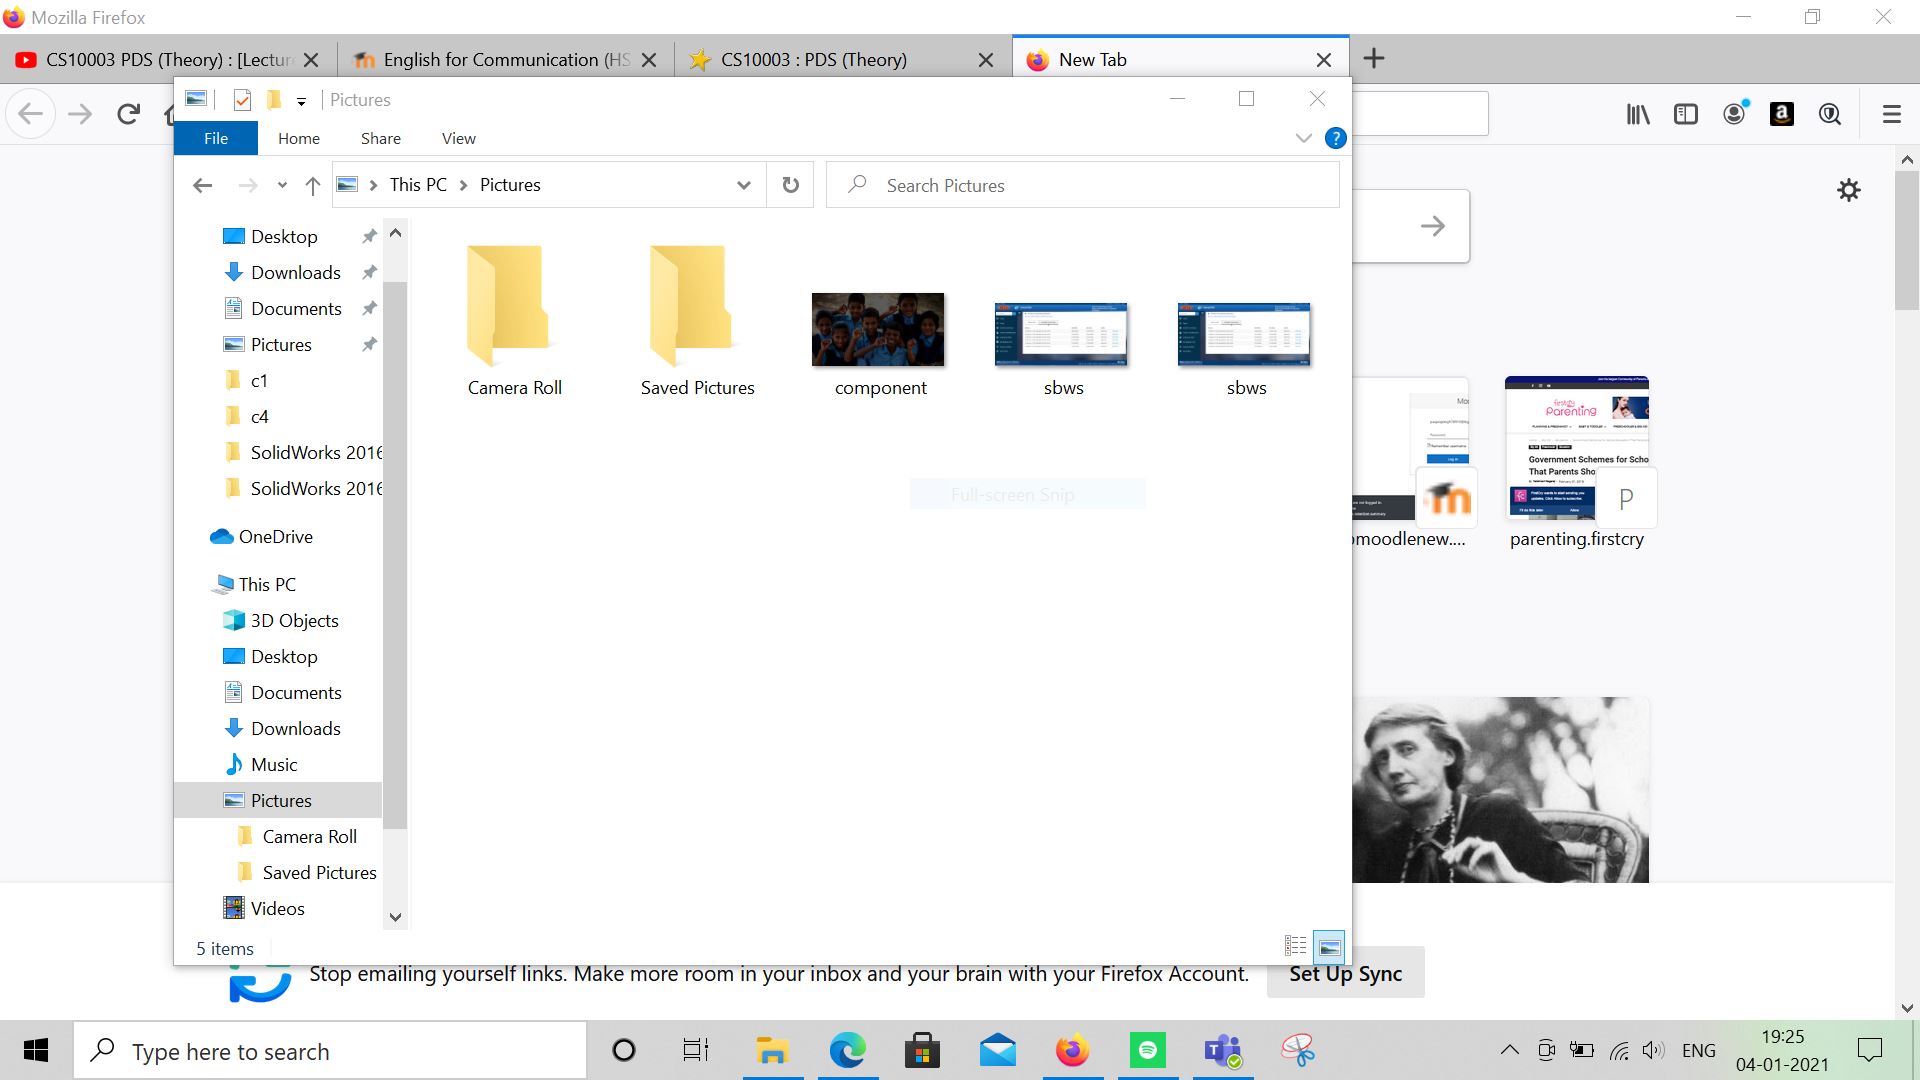 Mozilla Firefox
CS10003 PDS (Theory) : [Lectur
English for Communication (HS
CS10003 : PDS (Theory)
New Tab
Pictures
File
Home
Share
View
This PC
Pictures
Search Pictures
Desktop
Downloads
Documents
Pictures
c1
c4
SolidWorks 2016
SolidWorks 2016
OneDrive
This PC
3D Objects
Desktop
Documents
Downloads
Music
Pictures
Camera Roll
Saved Pictures
Videos
Camera Roll
Saved Pictures
component
sbws
sbws
Full-screen Snip
5 items
firstcry
Parenting
Government Schemes for Scho
That Parents Sho
P
omoodlenew....
parenting.firstcry
Stop emailing yourself links. Make more room in your inbox and your brain with your Firefox Account.
Set Up Sync
Type here to search
ENG
19:25
04-01-2021